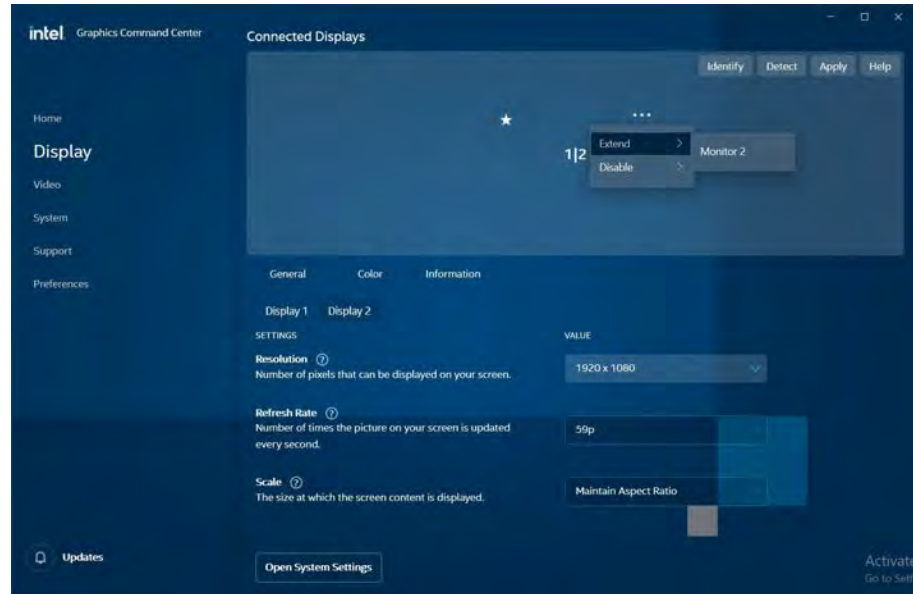 intel. Graphics Command Center
Connected Displays
Identify Detect Apply Help
Home
Display
Video
System
Support
Preferences
Updates
1|2
Extend
Disable
Monitor 2
General Color Information
Display 1 Display 2
SETTINGS VALUE
Resolution ?
Number of pixels that can be displayed on your screen.
1920 x 1080
Refresh Rate ?
Number of times the picture on your screen is updated
every second.
59p
Scale ?
The size at which the screen content is displayed.
Maintain Aspect Ratio
Open System Settings
Activate
Go to Sett